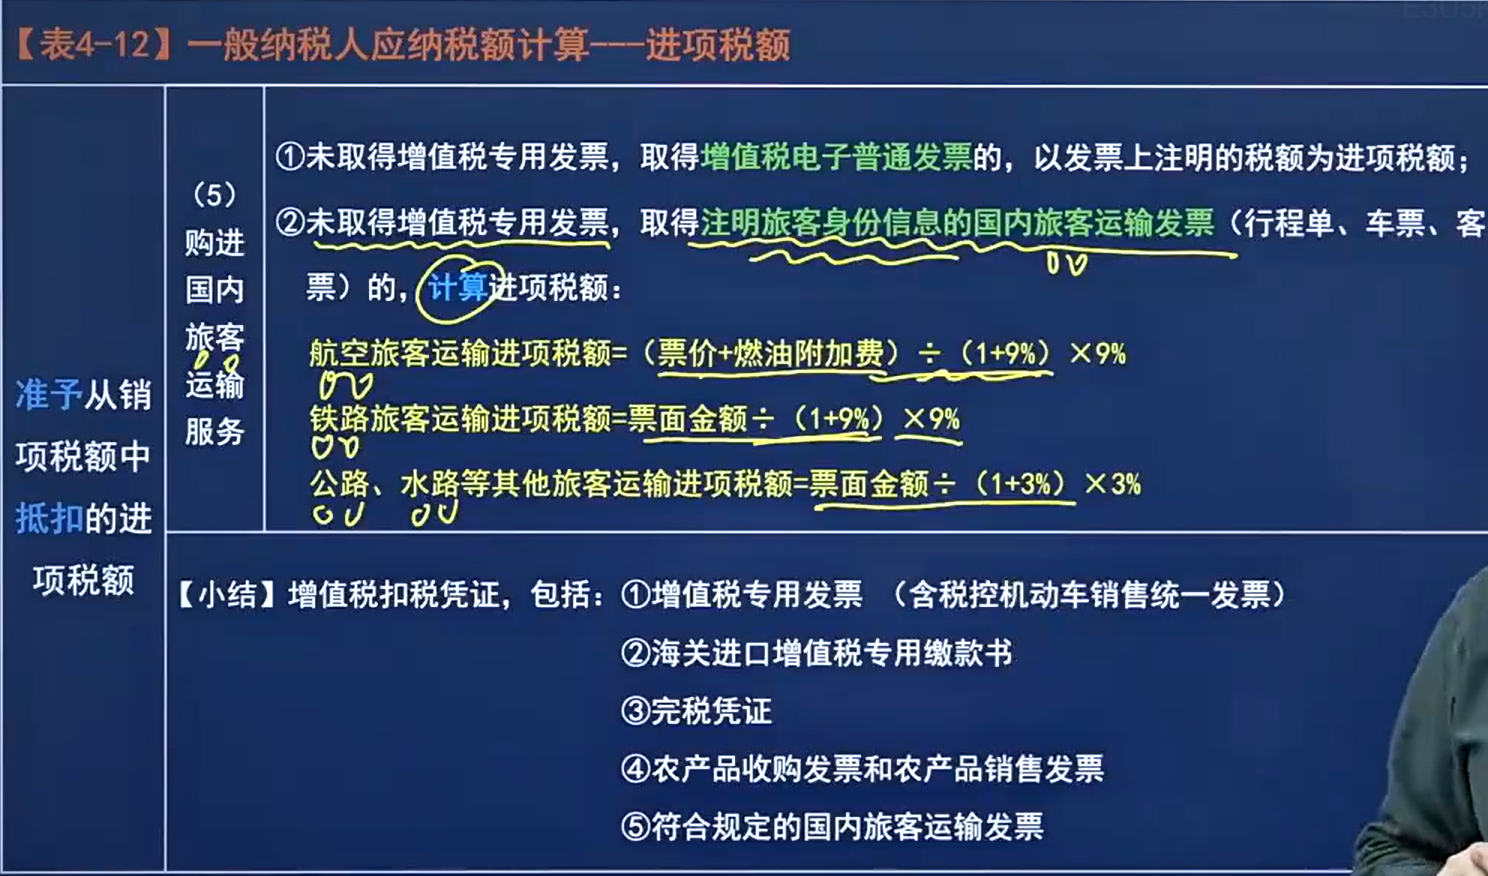 【表4-12】一般纳税人应纳税额计算---进项税额
准予从销
项税额中
抵扣的进
项税额
（5）
购进
国内
旅客
运输
服务
①未取得增值税专用发票，取得增值税电子普通发票的，以发票上注明的税额为进项税额；
②未取得增值税专用发票，取得注明旅客身份信息的国内旅客运输发票（行程单、车票、客
票）的，计算进项税额：
航空旅客运输进项税额=（票价+燃油附加费）÷（1+9%）×9%
铁路旅客运输进项税额=票面金额÷（1+9%）×9%
公路、水路等其他旅客运输进项税额=票面金额÷（1+3%）×3%
【小结】增值税扣税凭证，包括：①增值税专用发票 （含税控机动车销售统一发票）
②海关进口增值税专用缴款书
③完税凭证
④农产品收购发票和农产品销售发票
⑤符合规定的国内旅客运输发票